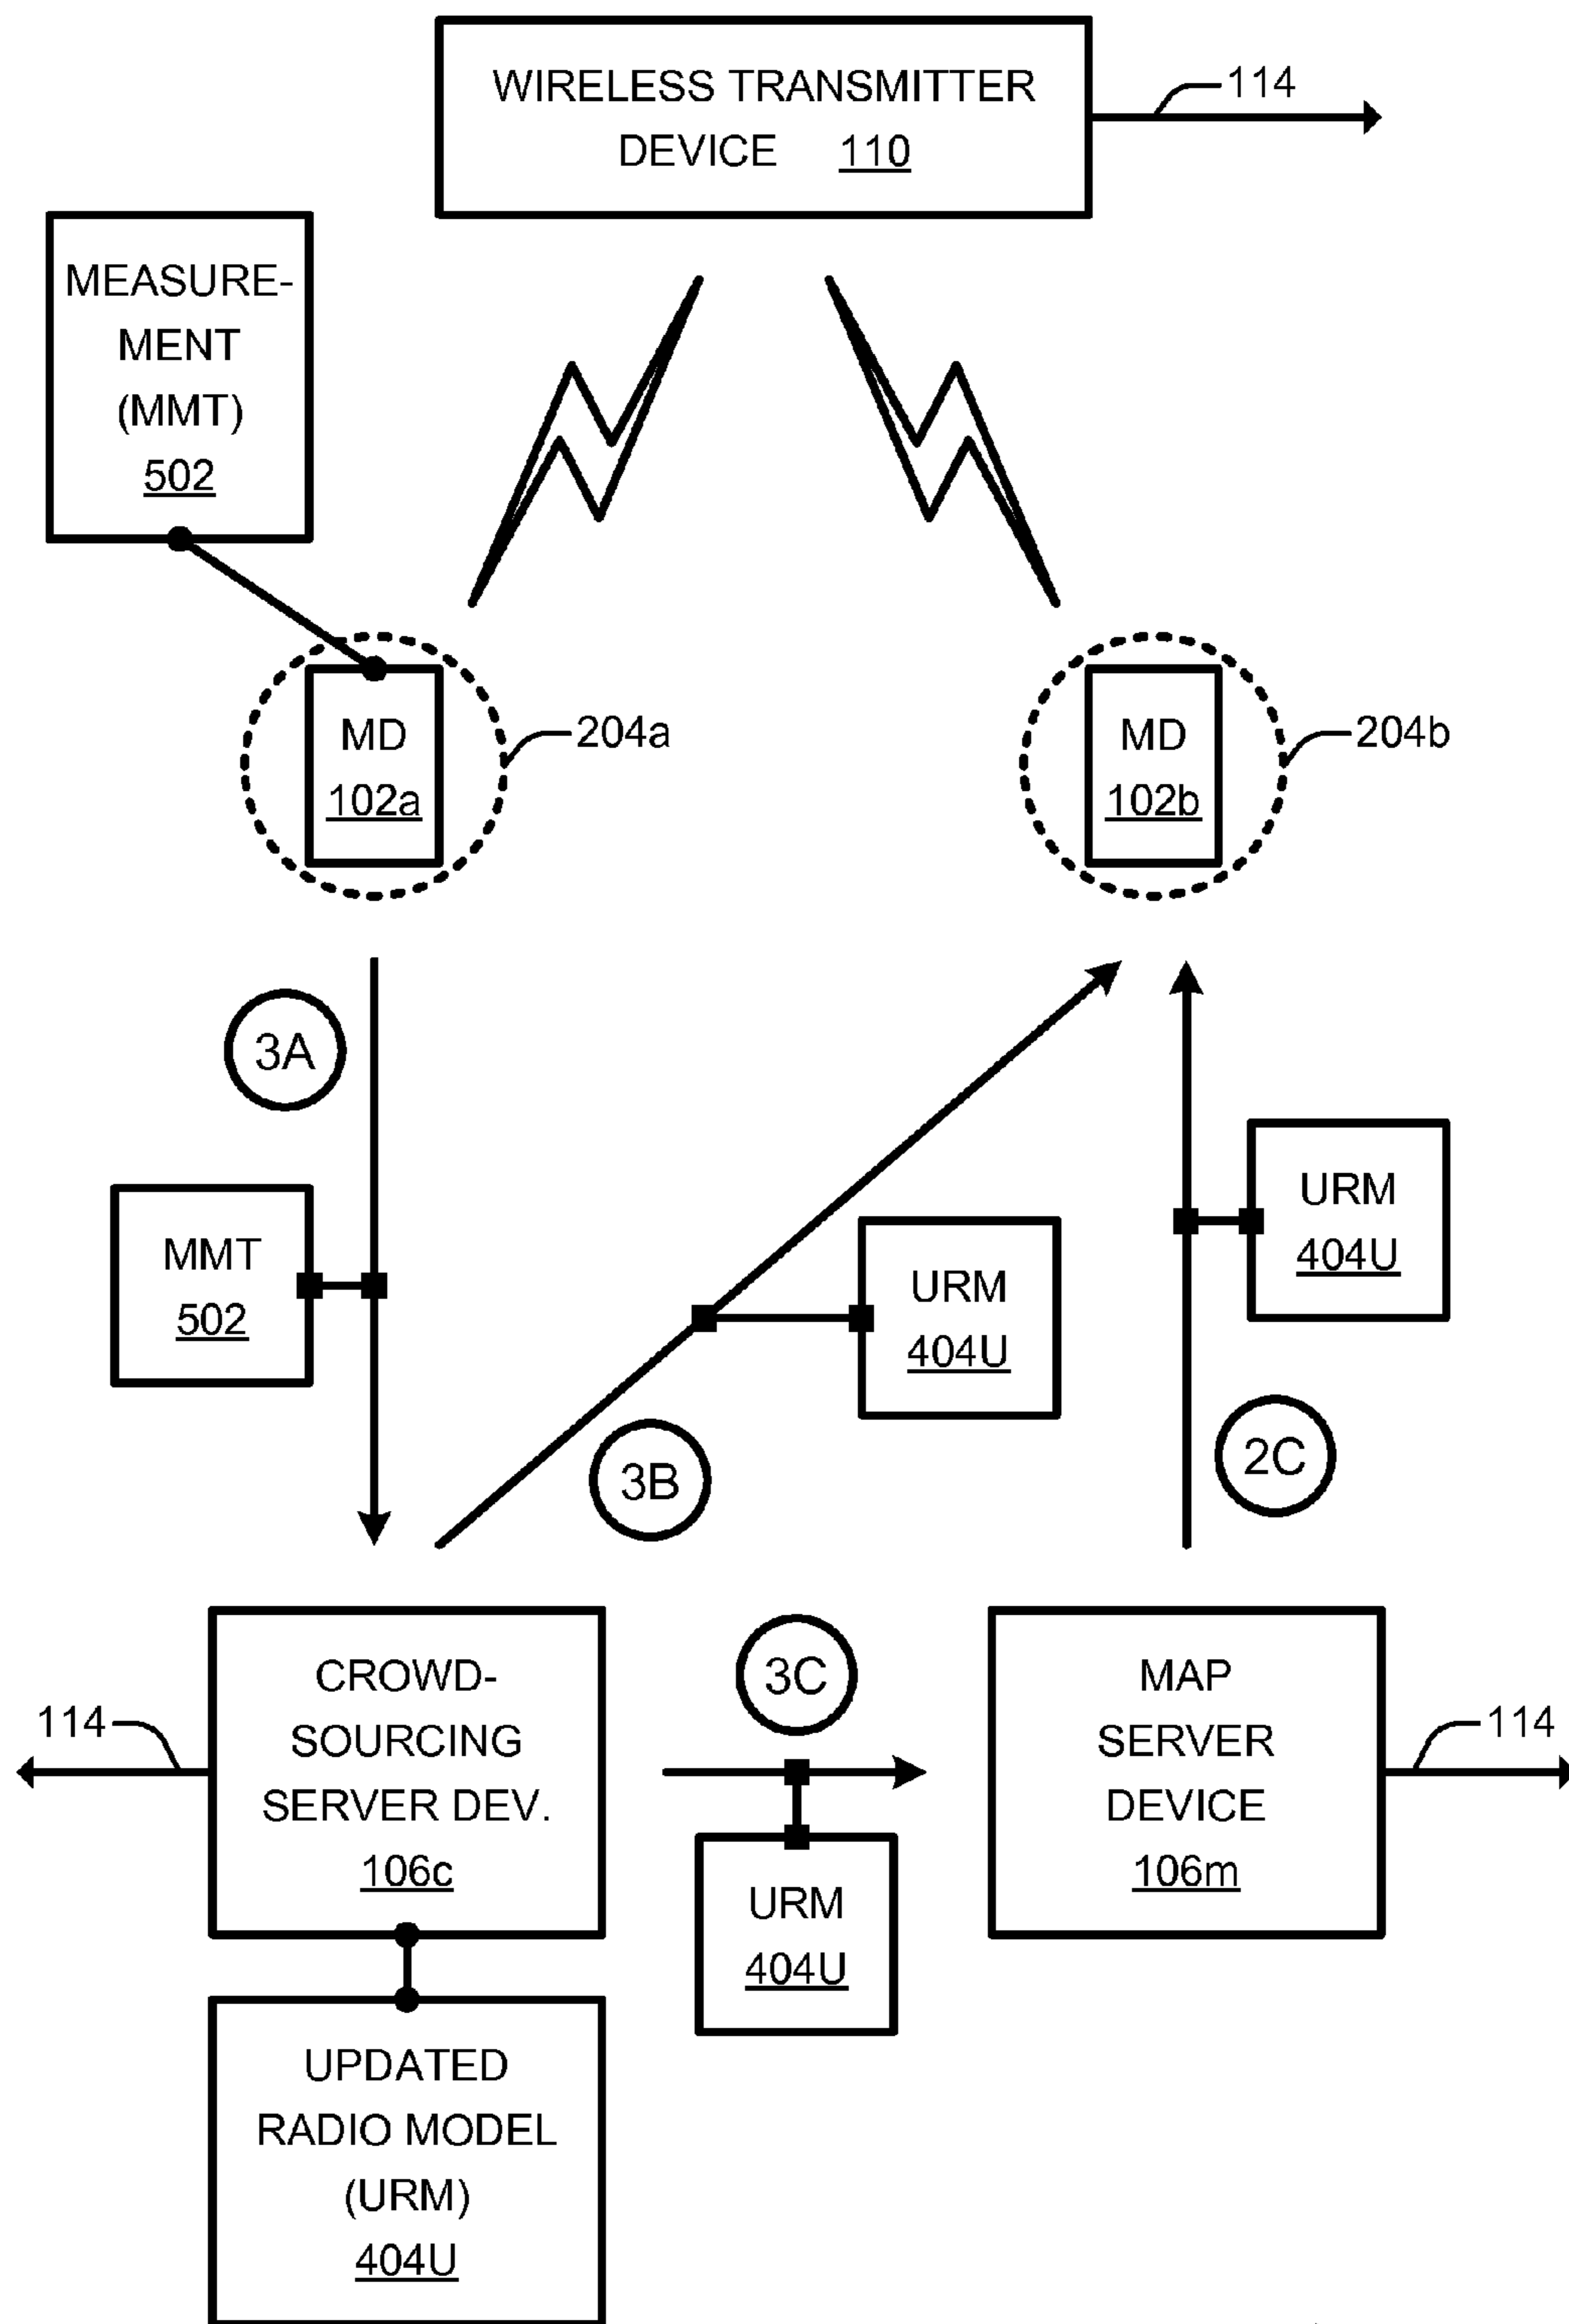 WIRELESS TRANSMITTER
DEVICE 110
114
MEASURE-
MENT
(MMT)
502
MD
102a
204a
MD
102b
204b
3A
MMT
502
URM
404U
URM
404U
3B
2C
CROWD-
SOURCING
SERVER DEV.
106c
114
3C
MAP
SERVER
DEVICE
106m
114
URM
404U
UPDATED
RADIO MODEL
(URM)
404U